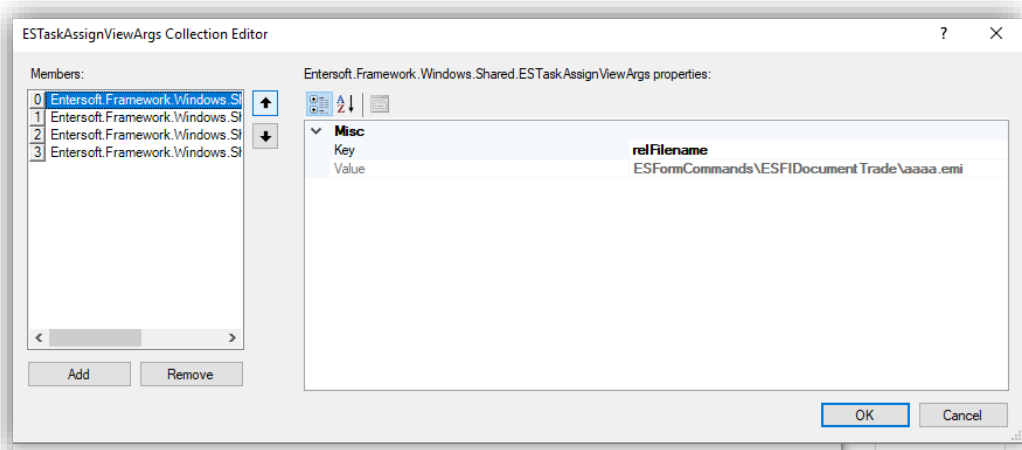 ESTaskAssignViewArgs Collection Editor
?
Members:
Entersoft.Framework.Windows.Shared.ESTaskAssignViewArgs properties:
0 Entersoft.Framework.Windows.Sh
1 Entersoft.Framework.Windows.Sh
2 Entersoft.Framework.Windows.Sh
3 Entersoft.Framework.Windows.Sh
Misc
Key relFilename
Value ESFormCommands\ESFIDocumentTrade\aaaa.emi
Add Remove
OK Cancel